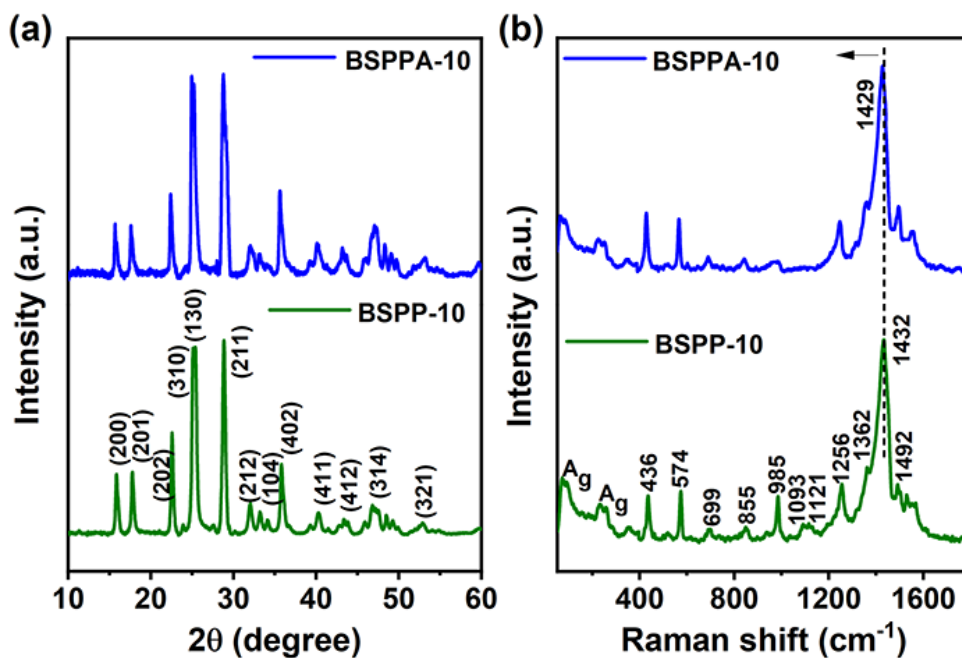 (a)
BSPPA-10
BSPP-10
(200)
(201)
(202)
(310)
(130)
(211)
(212)
(104)
(402)
(411)
(412)
(314)
(321)
Intensity (a.u.)
10 20 30 40 50 60
2θ (degree)
(b)
BSPPA-10
1429
BSPP-10
Ag
Ag
436
574
699
855
985
1093
1121
1256
1362
1432
1492
Intensity (a.u.)
400 800 1200 1600
Raman shift (cm⁻¹)